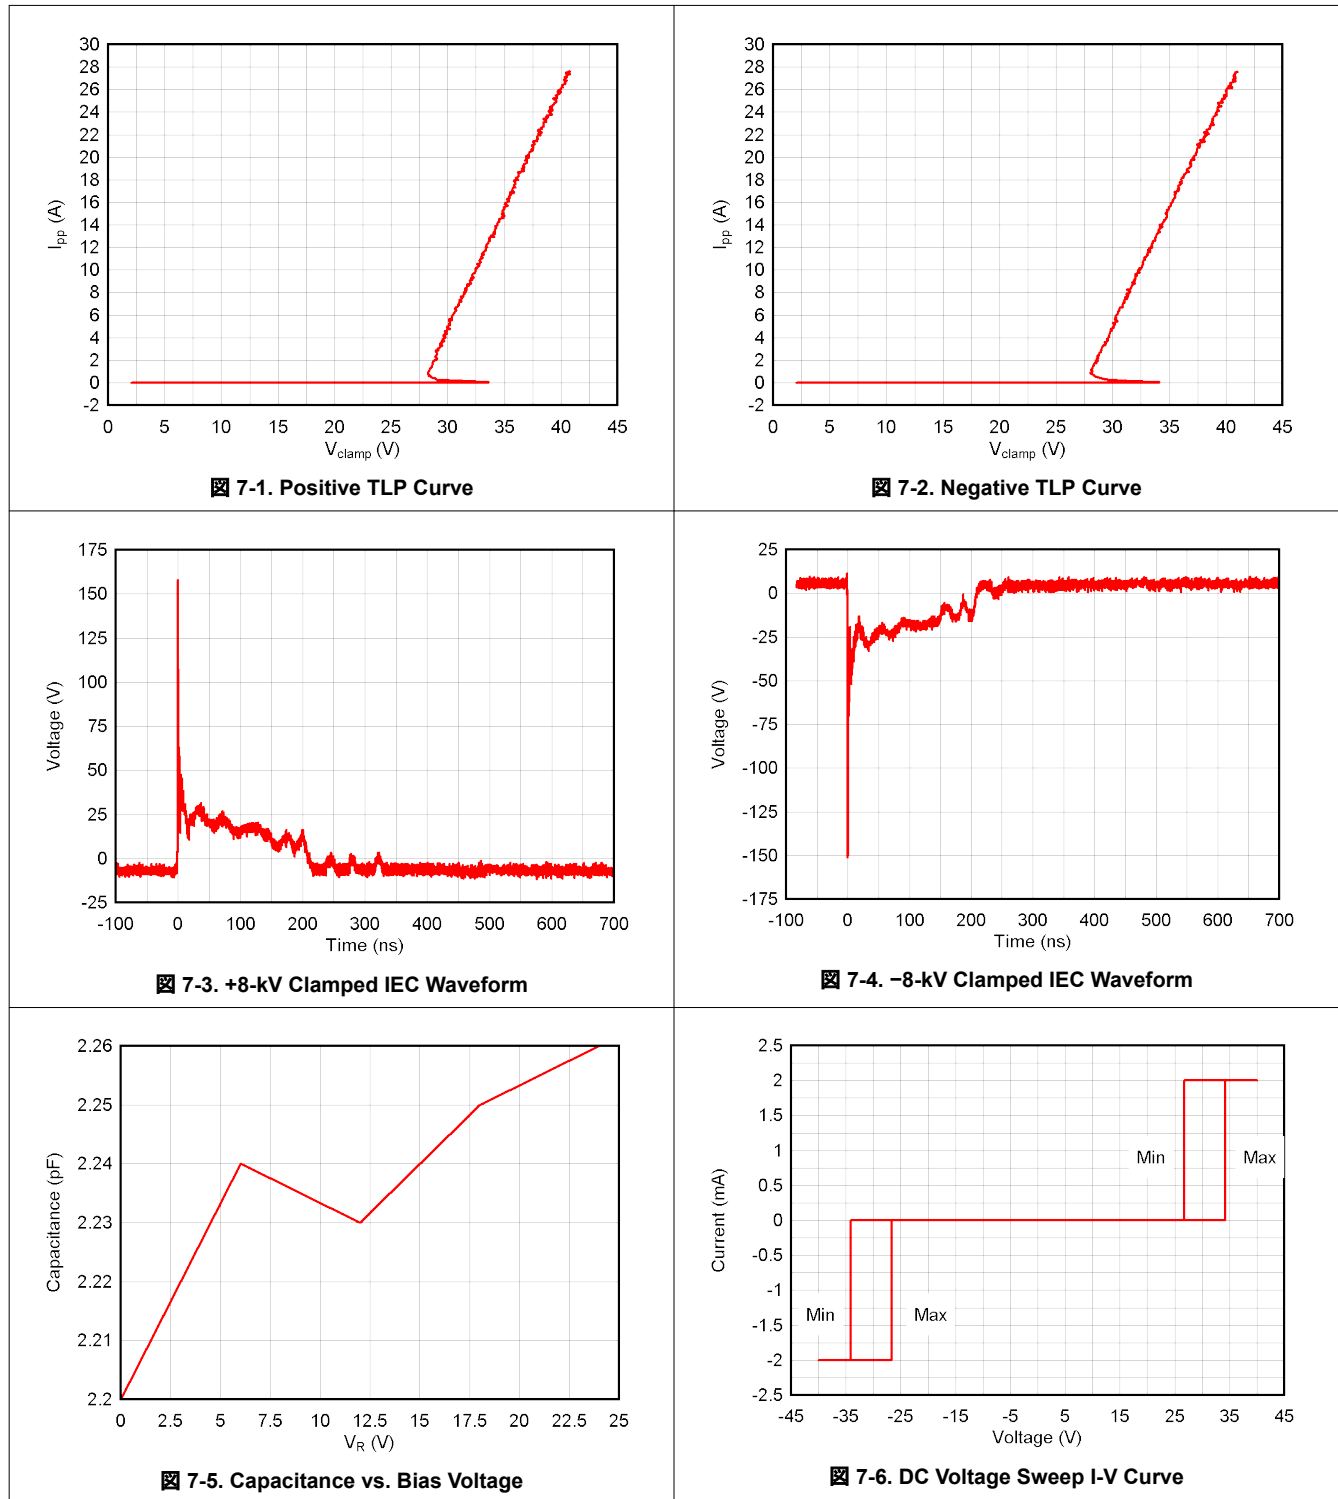 30
28
26
24
22
20
18
16
14
12
10
8
6
4
2
0
-2
I_pp (A)
0 5 10 15 20 25 30 35 40 45
V_clamp (V)
図 7-1. Positive TLP Curve
30
28
26
24
22
20
18
16
14
12
10
8
6
4
2
0
-2
I_pp (A)
0 5 10 15 20 25 30 35 40 45
V_clamp (V)
図 7-2. Negative TLP Curve
175
150
125
100
75
50
25
0
-25
Voltage (V)
-100 0 100 200 300 400 500 600 700
Time (ns)
図 7-3. +8-kV Clamped IEC Waveform
25
0
-25
-50
-75
-100
-125
-150
-175
Voltage (V)
-100 0 100 200 300 400 500 600 700
Time (ns)
図 7-4. −8-kV Clamped IEC Waveform
2.26
2.25
2.24
2.23
2.22
2.21
2.2
Capacitance (pF)
0 2.5 5 7.5 10 12.5 15 17.5 20 22.5 25
V_R (V)
図 7-5. Capacitance vs. Bias Voltage
2.5
2
1.5
1
0.5
0
-0.5
-1
-1.5
-2
-2.5
Current (mA)
Min Max
Min Max
-45 -35 -25 -15 -5 5 15 25 35 45
Voltage (V)
図 7-6. DC Voltage Sweep I-V Curve